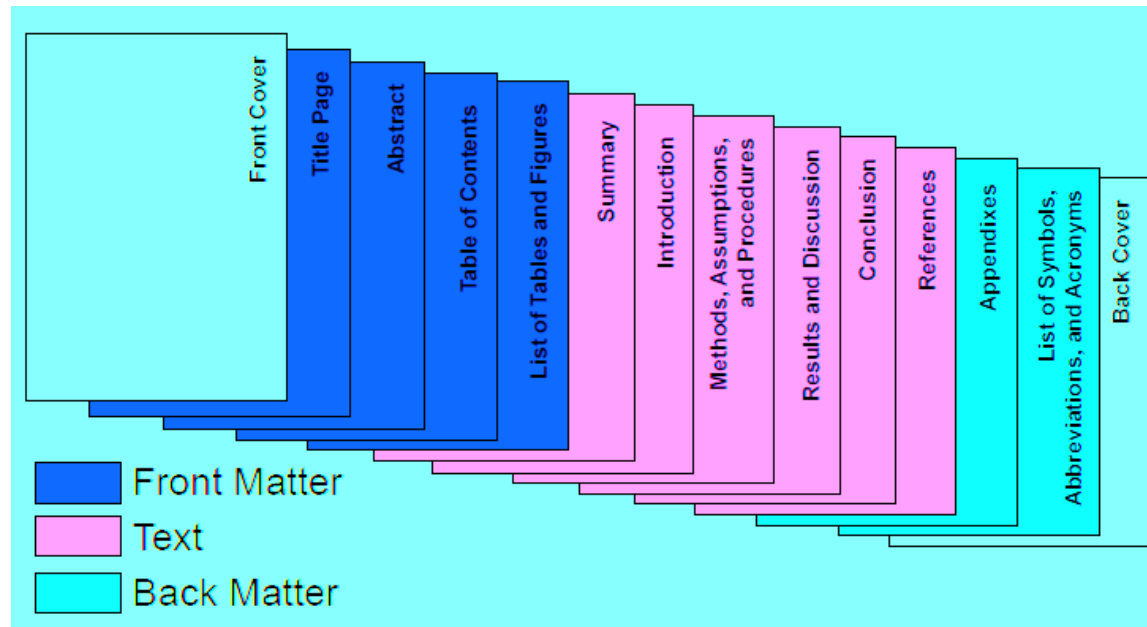 Front Cover
Title Page
Abstract
Table of Contents
List of Tables and Figures
Summary
Introduction
Methods, Assumptions,
and Procedures
Results and Discussion
Conclusion
References
Appendixes
List of Symbols,
Abbreviations, and Acronyms
Back Cover
Front Matter
Text
Back Matter